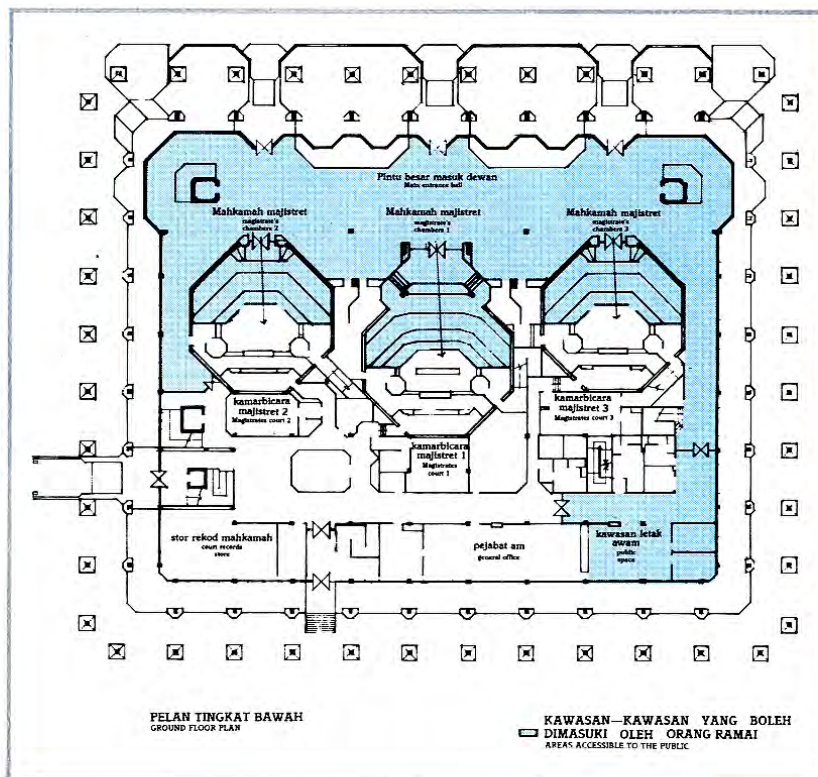 Pintu besar masuk dewan
Main entrance hall
Mahkamah majistret
magistrate's
chambers 2
Mahkamah majistret
magistrate's
chambers 1
Mahkamah majistret
magistrate's
chambers 3
kamarbicara
majistret 2
Magistrates court 2
kamarbicara
majistret 1
Magistrates
court 1
kamarbicara
majistret 3
Magistrates court 3
stor rekod mahkamah
court records
store
pejabat am
general office
kawasan letak
awam
public
space
PELAN TINGKAT BAWAH
GROUND FLOOR PLAN
KAWASAN—KAWASAN YANG BOLEH
DIMASUKI OLEH ORANG RAMAI
AREAS ACCESSIBLE TO THE PUBLIC